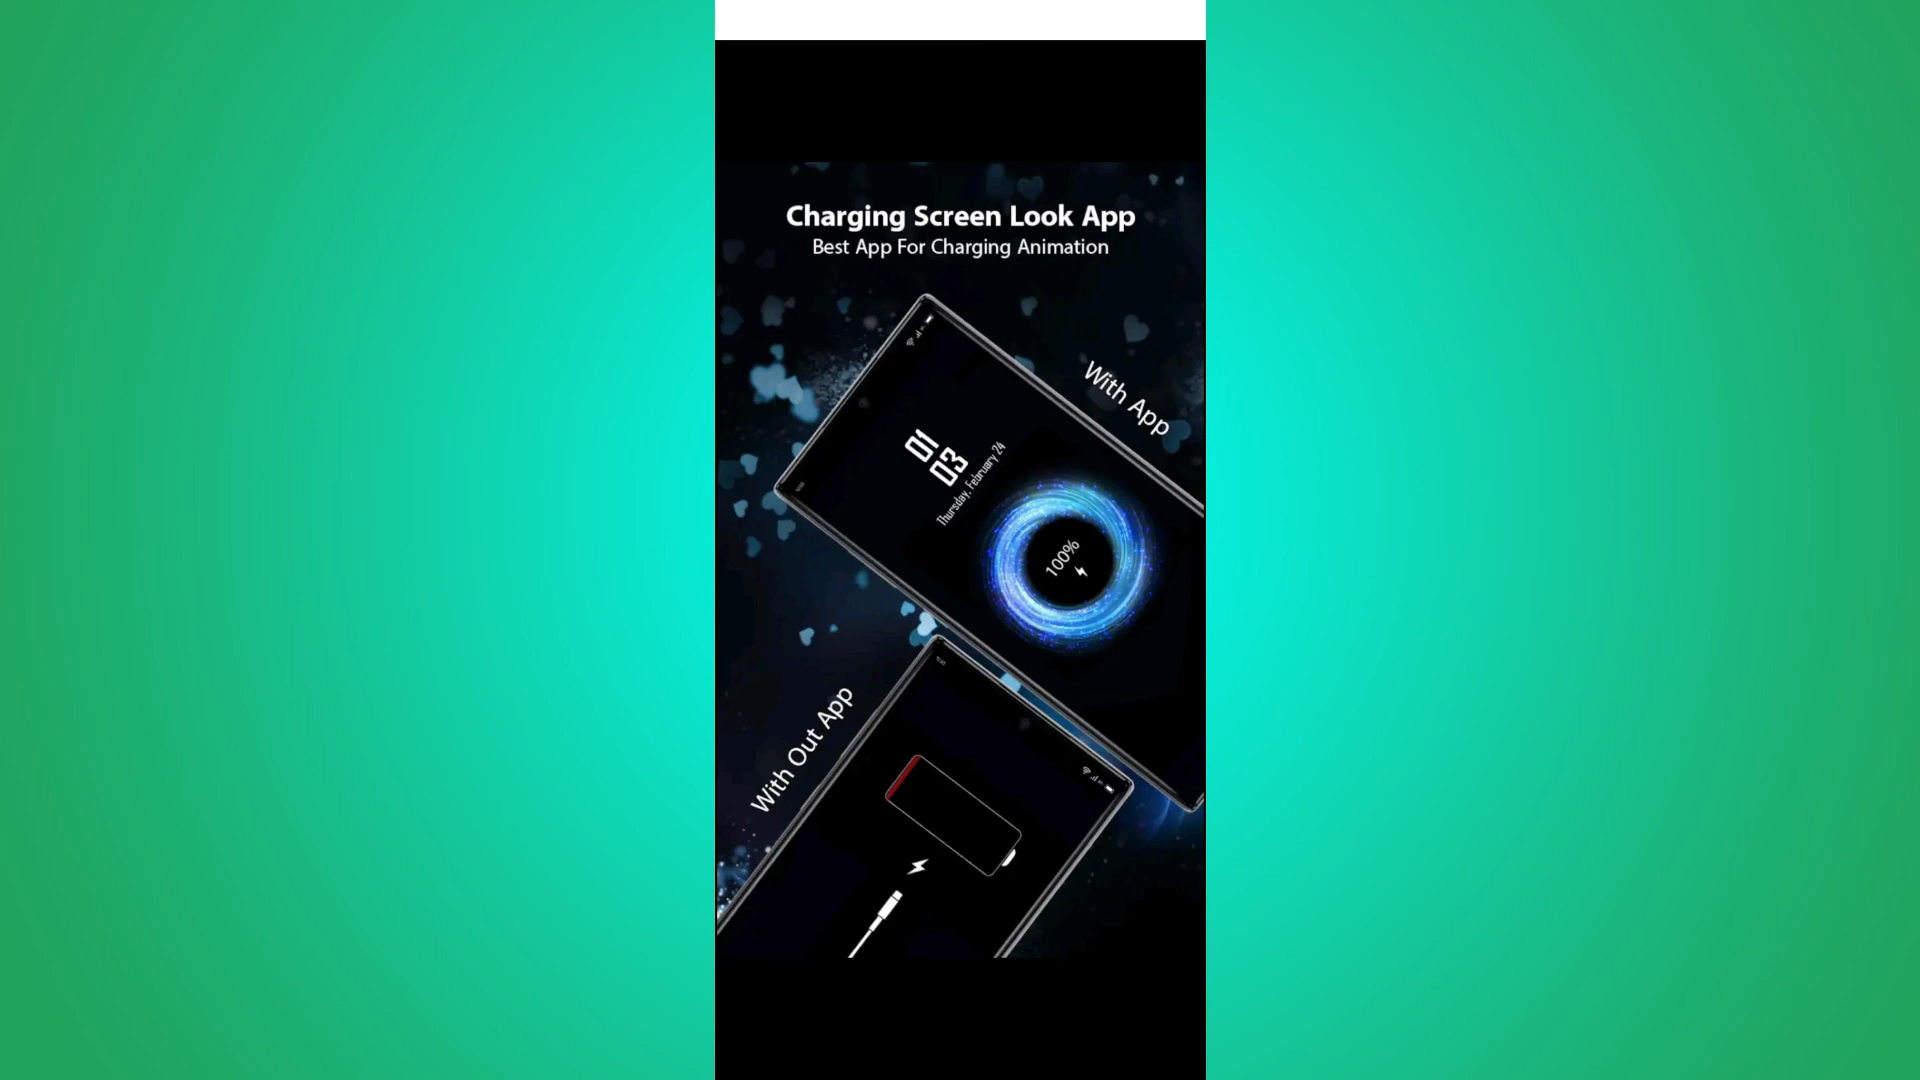 Charging Screen Look App
Best App For Charging Animation
With App
01
03
Thursday, February 24
100%
With Out App